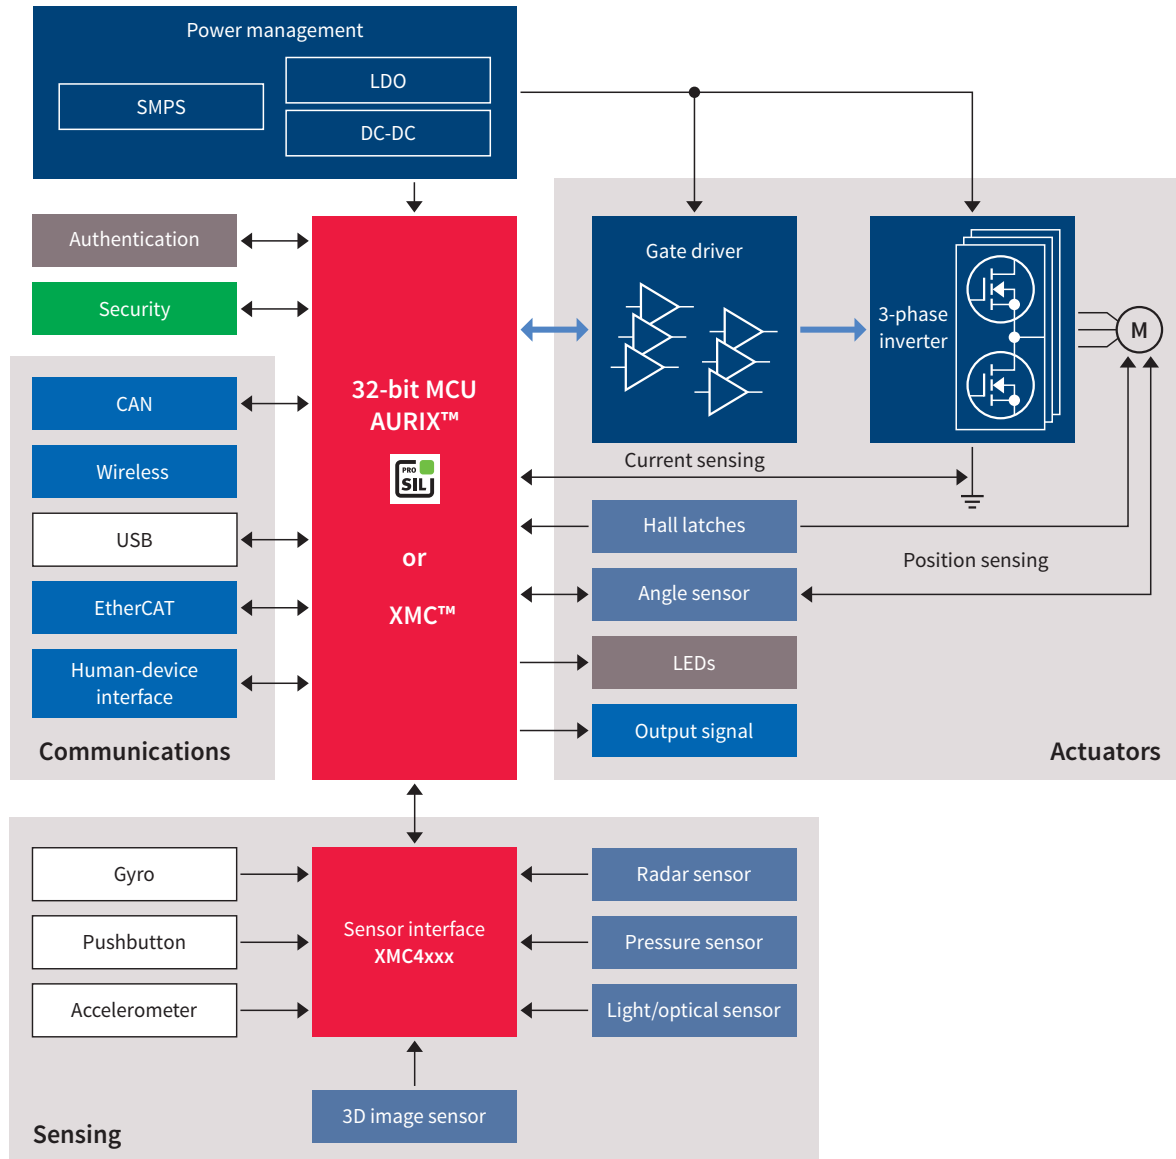 Power management
SMPS
LDO
DC-DC
Authentication
Security
CAN
Wireless
USB
EtherCAT
Human-device
interface
Communications
32-bit MCU
AURIX™
PRO
SIL
or
XMC™
Gate driver
3-phase
inverter
M
Current sensing
Hall latches
Position sensing
Angle sensor
LEDs
Output signal
Actuators
Gyro
Pushbutton
Accelerometer
Sensor interface
XMC4xxx
Radar sensor
Pressure sensor
Light/optical sensor
3D image sensor
Sensing